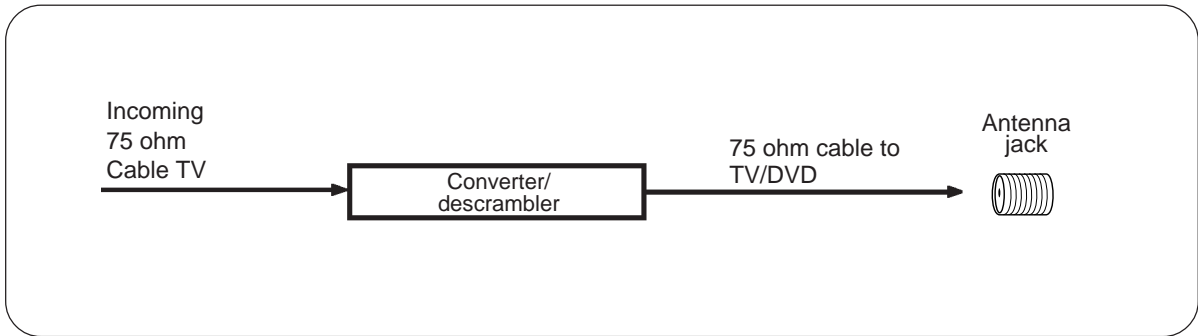 Incoming
75 ohm
Cable TV
Converter/
descrambler
75 ohm cable to
TV/DVD
Antenna
jack